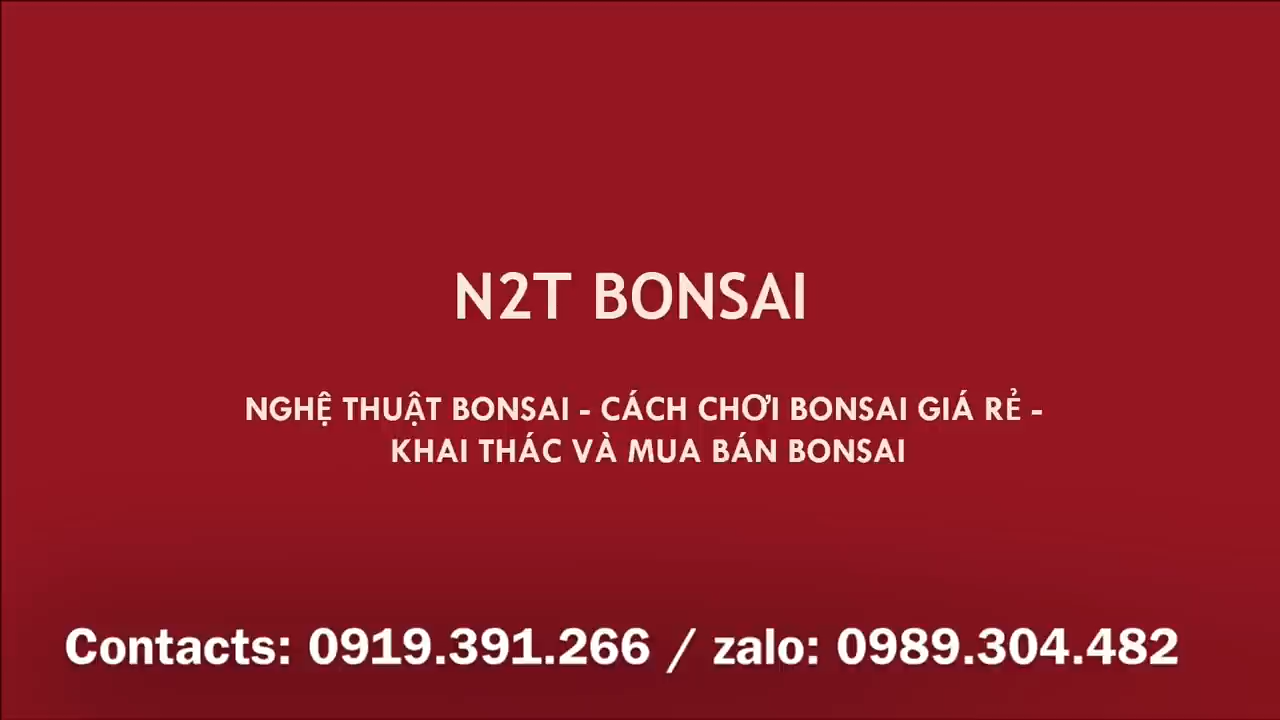 N2T BONSAI
NGHỆ THUẬT BONSAI - CÁCH CHƠI BONSAI GIÁ RẺ -
KHAI THÁC VÀ MUA BÁN BONSAI
Contacts: 0919.391.266 / zalo: 0989.304.482